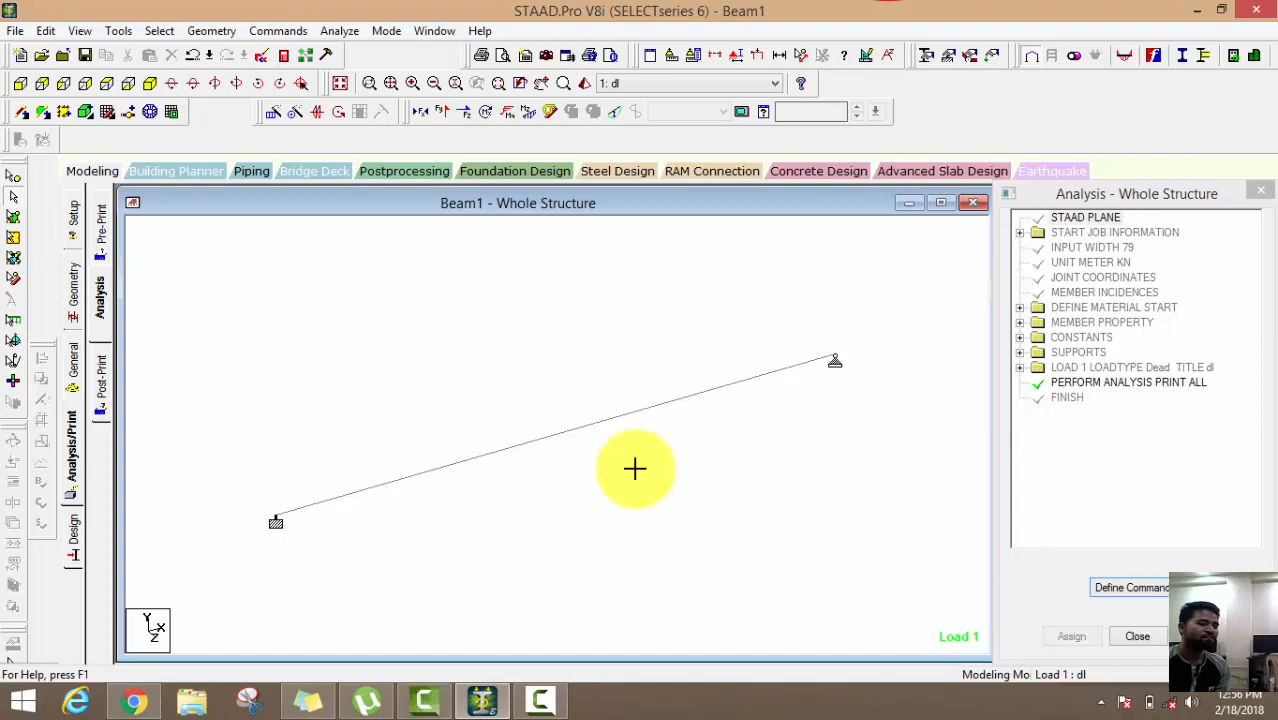 STAAD.Pro V8i (SELECTseries 6) - Beam1
File Edit View Tools Select Geometry Commands Analyze Mode Window Help
1: dl
Modeling Building Planner Piping Bridge Deck Postprocessing Foundation Design Steel Design RAM Connection Concrete Design Advanced Slab Design Earthquake
Setup
Geometry
General
Analysis/Print
Design
Pre-Print
Analysis
Post-Print
Beam1 - Whole Structure
Y
X
Z
Load 1
Analysis - Whole Structure
STAAD PLANE
START JOB INFORMATION
INPUT WIDTH 79
UNIT METER KN
JOINT COORDINATES
MEMBER INCIDENCES
DEFINE MATERIAL START
MEMBER PROPERTY
CONSTANTS
SUPPORTS
LOAD 1 LOADTYPE Dead TITLE dl
PERFORM ANALYSIS PRINT ALL
FINISH
Define Command
Assign Close
For Help, press F1
Modeling Mo Load 1 : dl
12:56 PM
2/18/2018